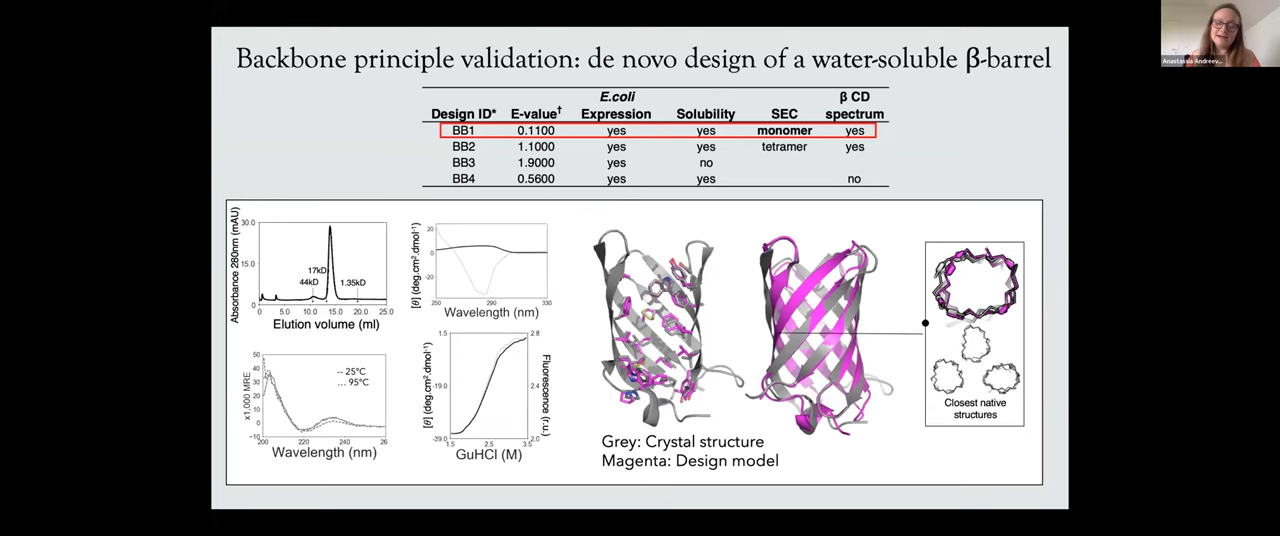 Anastassia Andreev...
Backbone principle validation: de novo design of a water-soluble β-barrel
Design ID* E-value† E.coli Expression Solubility SEC β CD spectrum
BB1 0.1100 yes yes monomer yes
BB2 1.1000 yes yes tetramer yes
BB3 1.9000 yes no
BB4 0.5600 yes yes no
Absorbance 280nm (mAU)
30.0
15.0
0
17kD
44kD
1.35kD
0 5.0 10.0 15.0 20.0 25.0
Elution volume (ml)
[θ] (deg.cm².dmol⁻¹)
20
0
-20
250 290 330
Wavelength (nm)
x1,000 MRE
50
40
30
20
10
0
-10
-- 25°C
... 95°C
200 220 240 26
Wavelength (nm)
[θ] (deg.cm².dmol⁻¹)
1.5
-19.0
-39.0
2.8
2.4
2.0
Fluorescence (r.u.)
1.5 2.5 3.5
GuHCl (M)
Grey: Crystal structure
Magenta: Design model
Closest native
structures